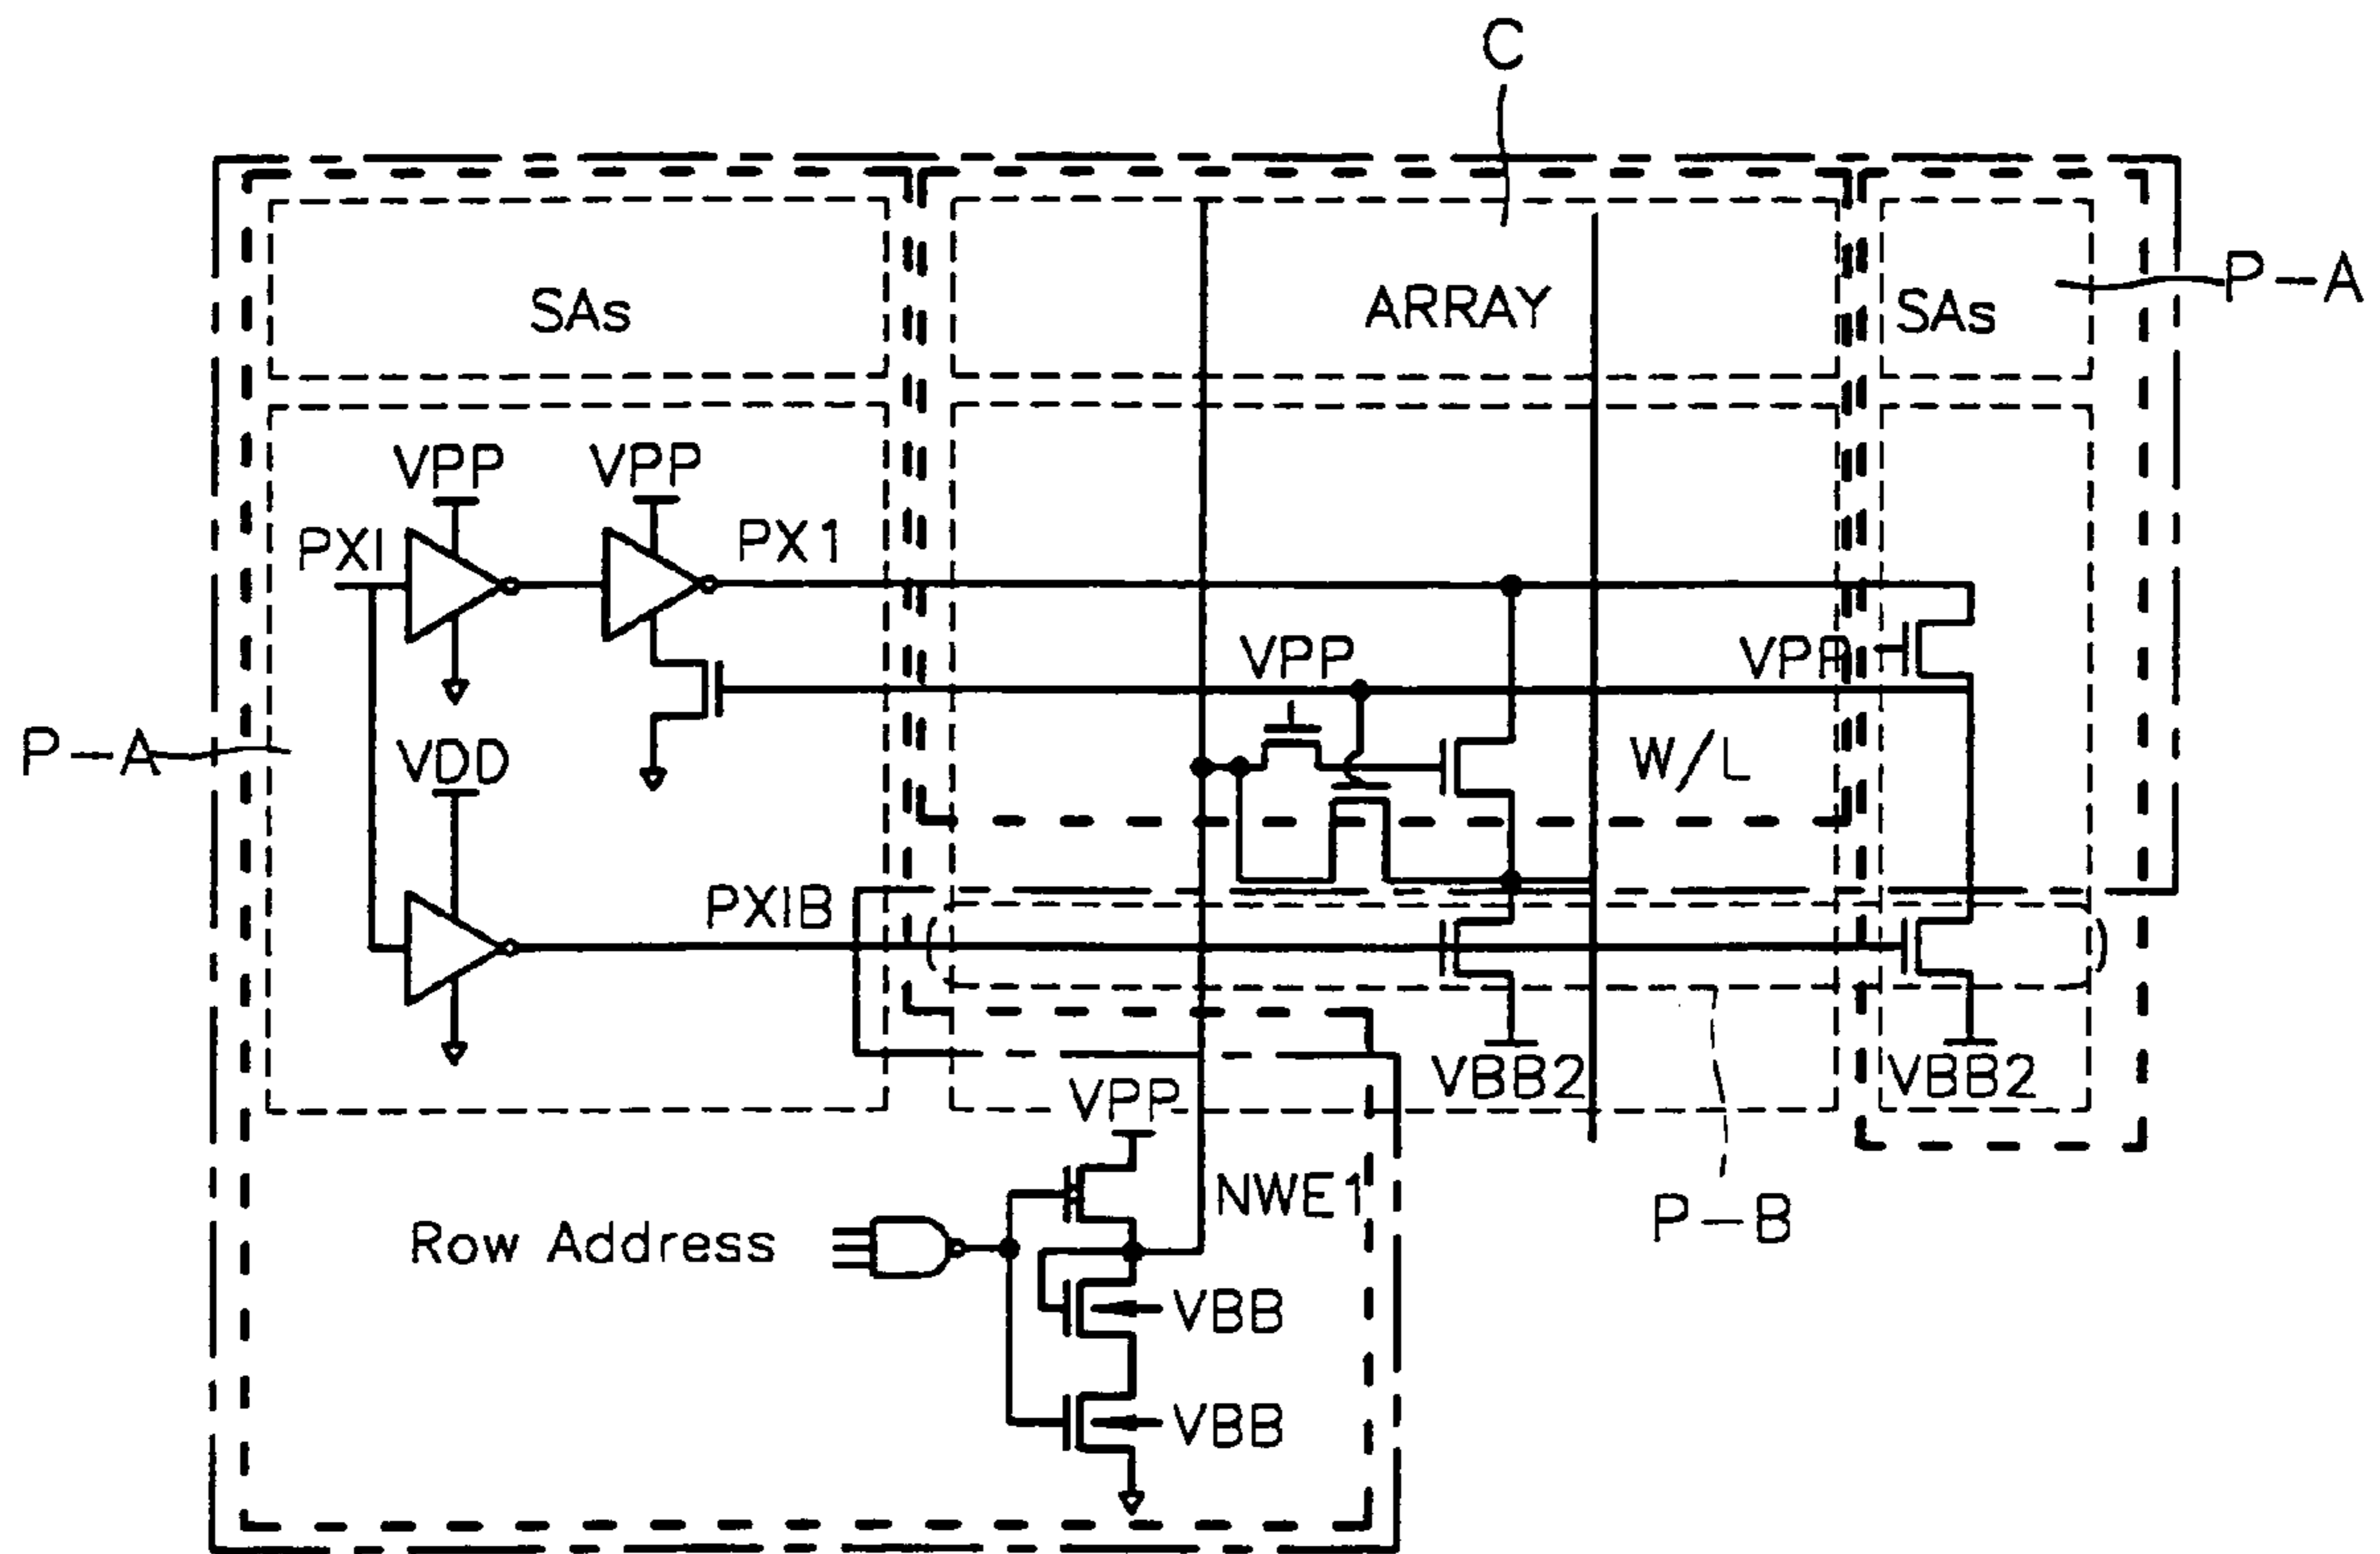 C
SAs
ARRAY
SAs
P-A
VPP
VPP
PXI
PX1
VPP
VPP
P-A
VDD
W/L
PXIB
VBB2
VBB2
VPP
NWE1
P-B
Row Address
VBB
VBB